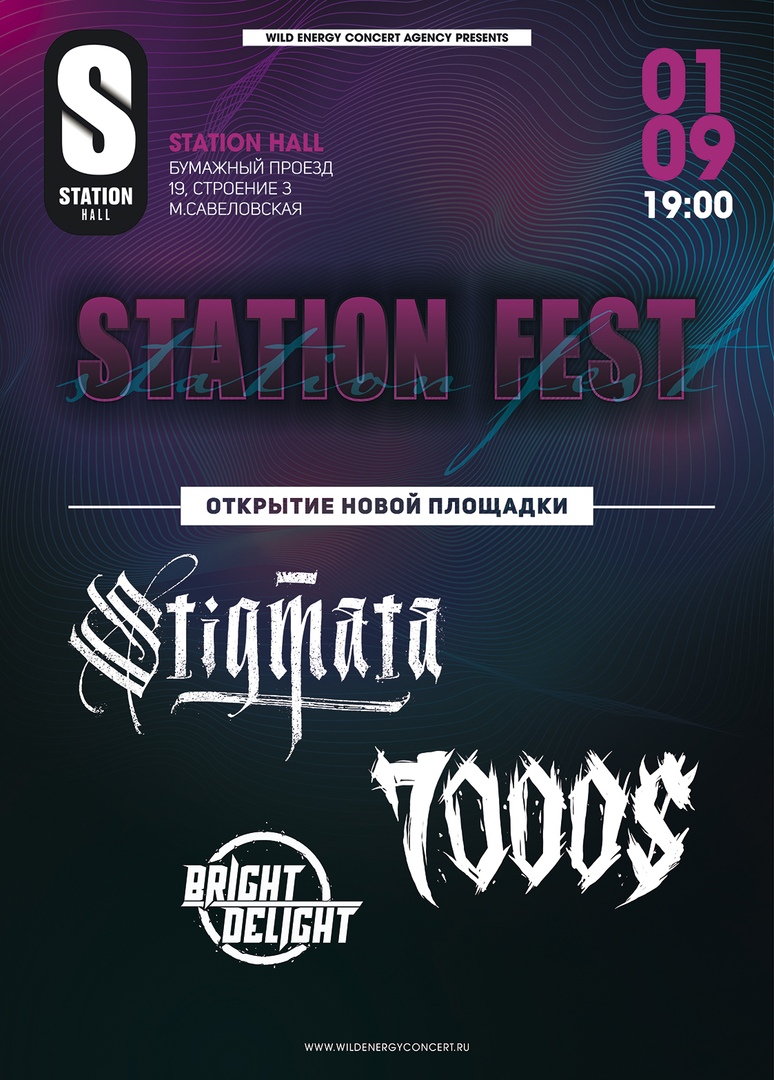 WILD ENERGY CONCERT AGENCY PRESENTS
S
STATION
HALL
STATION HALL
БУМАЖНЫЙ ПРОЕЗД
19, СТРОЕНИЕ 3
М.САВЕЛОВСКАЯ
01
09
19:00
STATION FEST
station fest
ОТКРЫТИЕ НОВОЙ ПЛОЩАДКИ
Stigmata
7000$
BRIGHT
DELIGHT
WWW.WILDENERGYCONCERT.RU